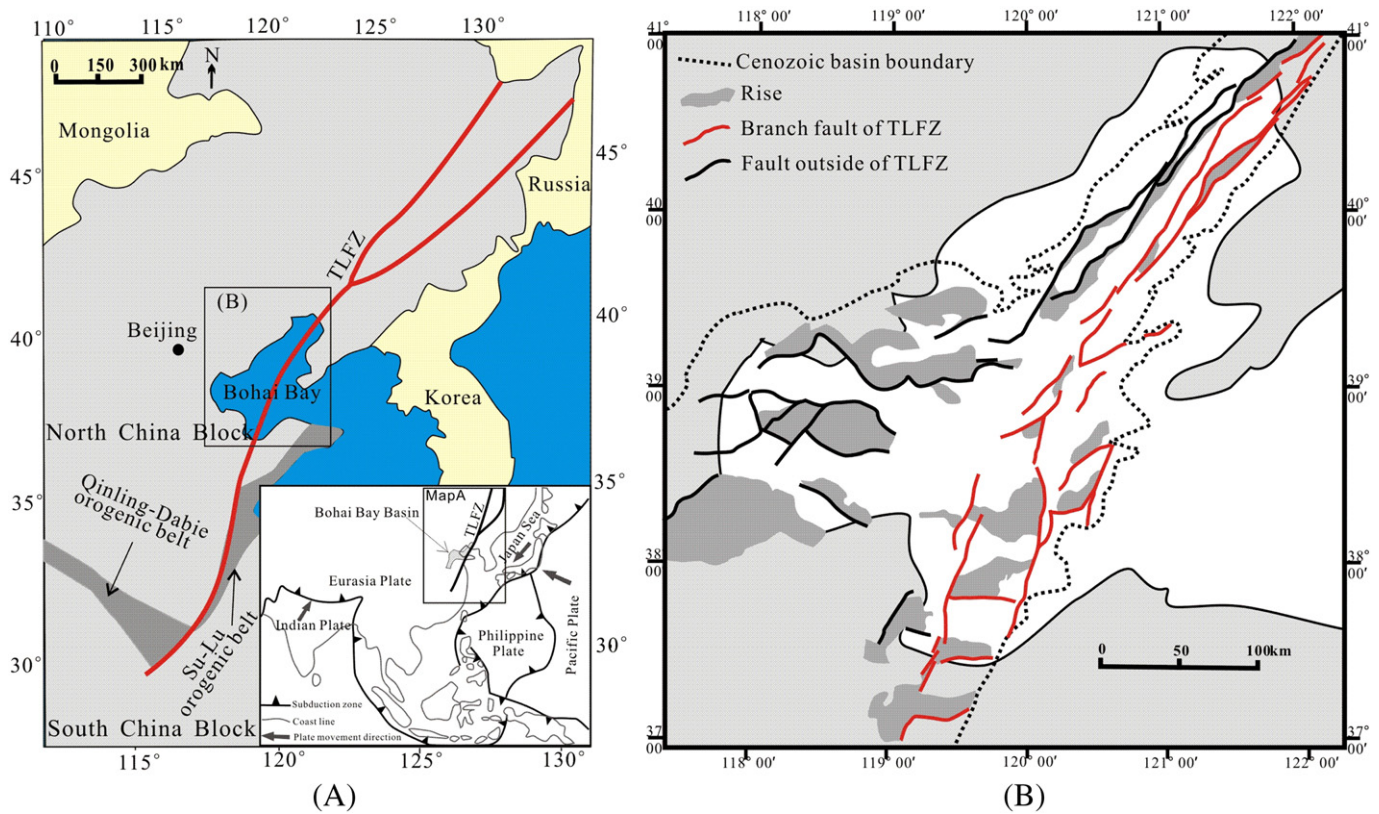 110° 115° 120° 125° 130°
0 150 300 km
N
Mongolia
Russia
45°
45°
TLFZ
(B)
Beijing
40°
40°
Bohai Bay
Korea
North China Block
35°
35°
Qinling-Dabie
orogenic belt
Su-Lu
orogenic belt
30°
30°
South China Block
MapA
Bohai Bay Basin
TLFZ
Japan Sea
Eurasia Plate
Indian Plate
Philippine
Plate
Pacific Plate
Subduction zone
Coast line
Plate movement direction
115° 120° 125° 130°
(A)
118° 00' 119° 00' 120° 00' 121° 00' 122° 00'
41°
00'
41°
00'
Cenozoic basin boundary
Rise
Branch fault of TLFZ
Fault outside of TLFZ
40°
00'
40°
00'
39°
00'
39°
00'
38°
00'
38°
00'
0 50 100km
37°
00'
37°
00'
118° 00' 119° 00' 120° 00' 121° 00' 122° 00'
(B)